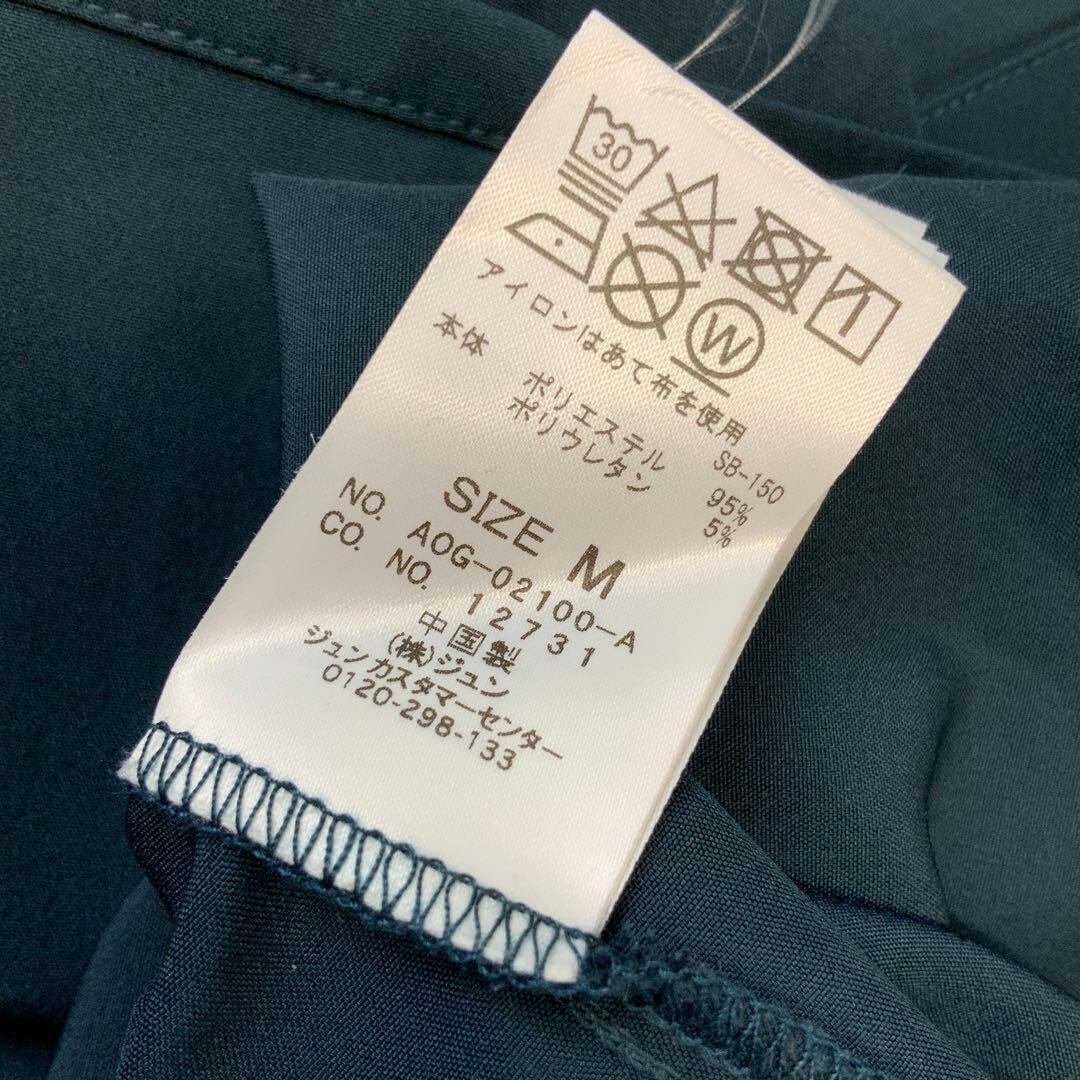 30
W
アイロンはあて布を使用
SB-150
本体 ポリエステル 95%
ポリウレタン 5%
SIZE M
NO. AOG-02100-A
CO. NO. 12731
中国製
(株)ジュン
ジュンカスタマーセンター
0120-298-133